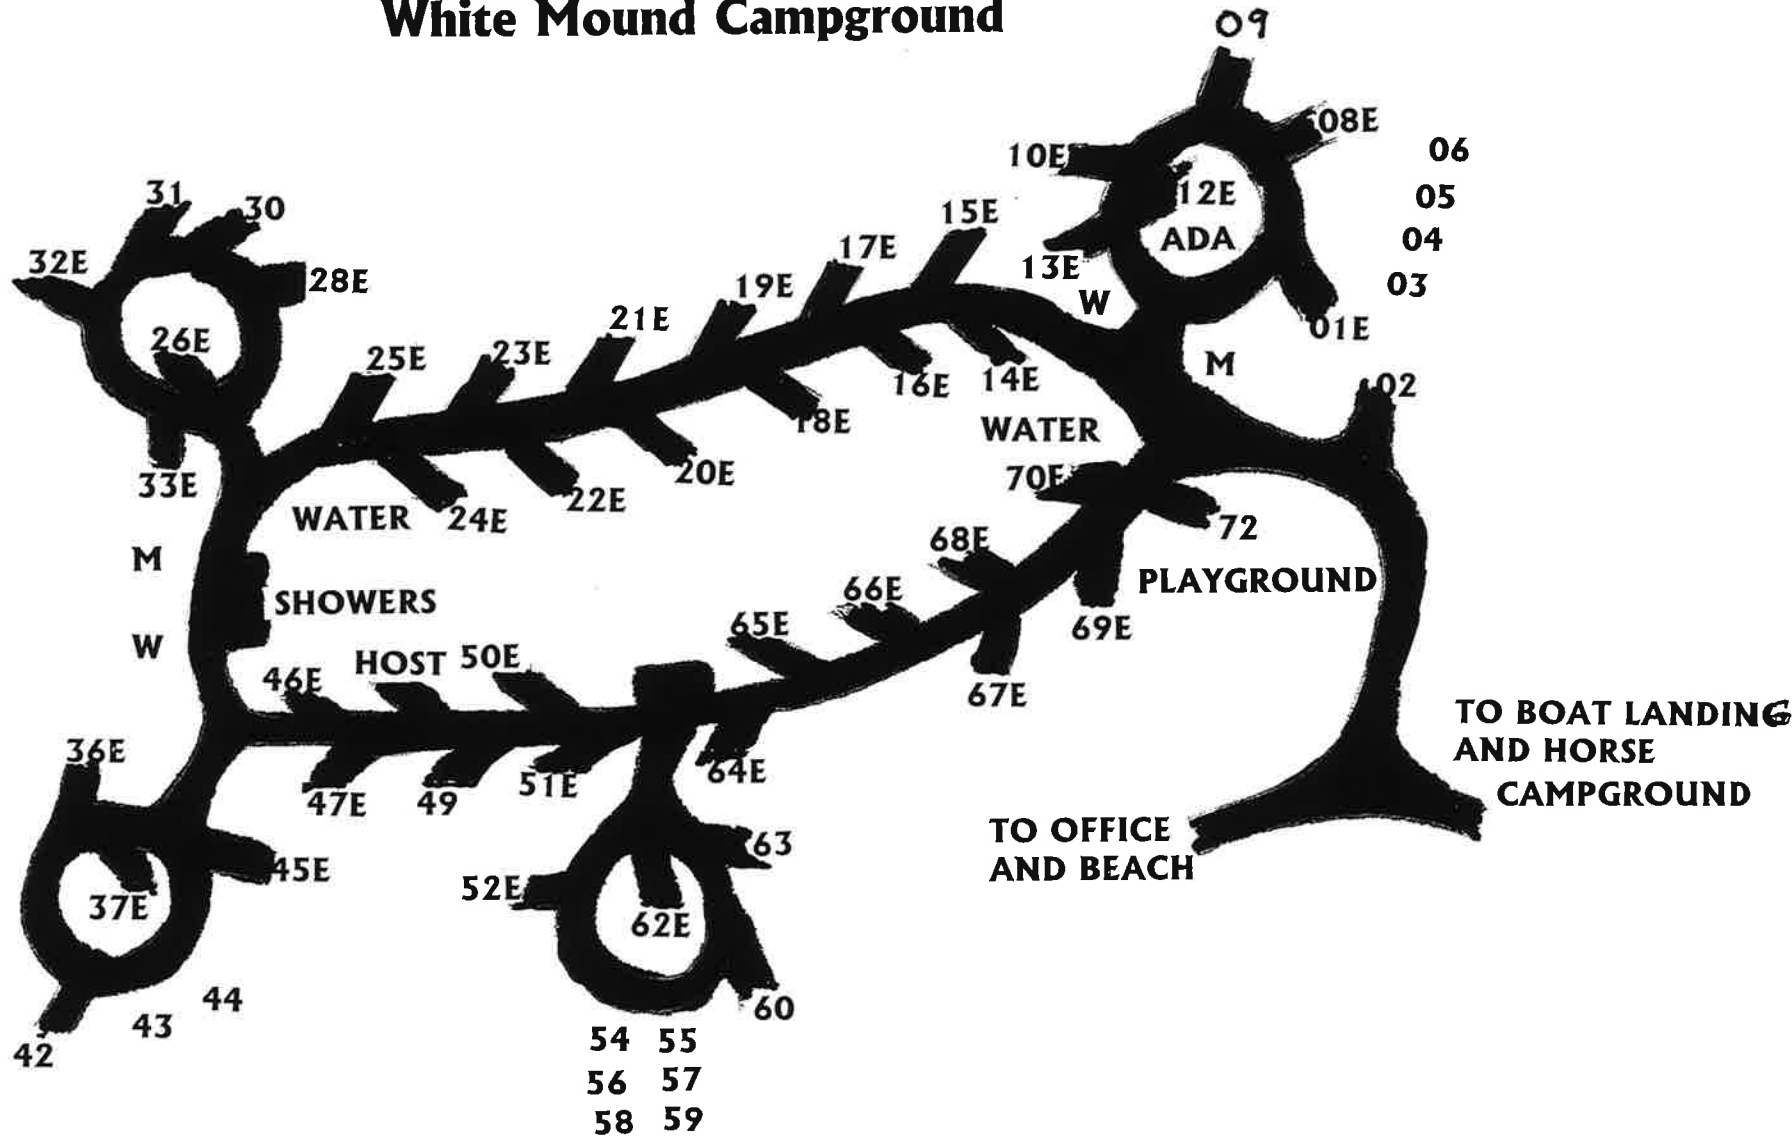 White Mound Campground
09
08E
06
10E
12E
05
31
30
15E
ADA
04
32E
28E
17E
13E
03
19E
W
26E
21E
01E
25E
23E
M
16E
14E
02
18E
WATER
33E
20E
70E
WATER
24E
22E
72
68E
M
PLAYGROUND
SHOWERS
66E
65E
69E
W
HOST
50E
46E
67E
TO BOAT LANDING
AND HORSE
CAMPGROUND
36E
47E
49
51E
64E
TO OFFICE
AND BEACH
63
45E
52E
37E
62E
44
43
42
60
54 55
56 57
58 59